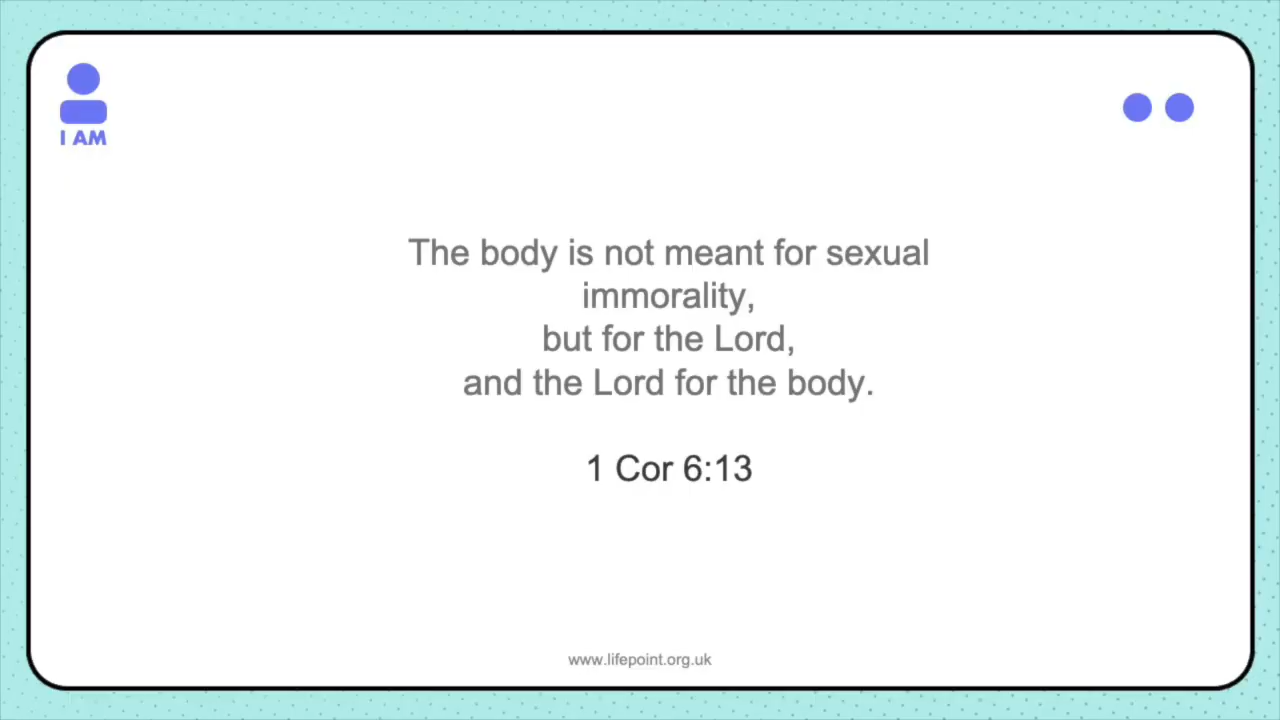 I AM
The body is not meant for sexual
immorality,
but for the Lord,
and the Lord for the body.
1 Cor 6:13
www.lifepoint.org.uk